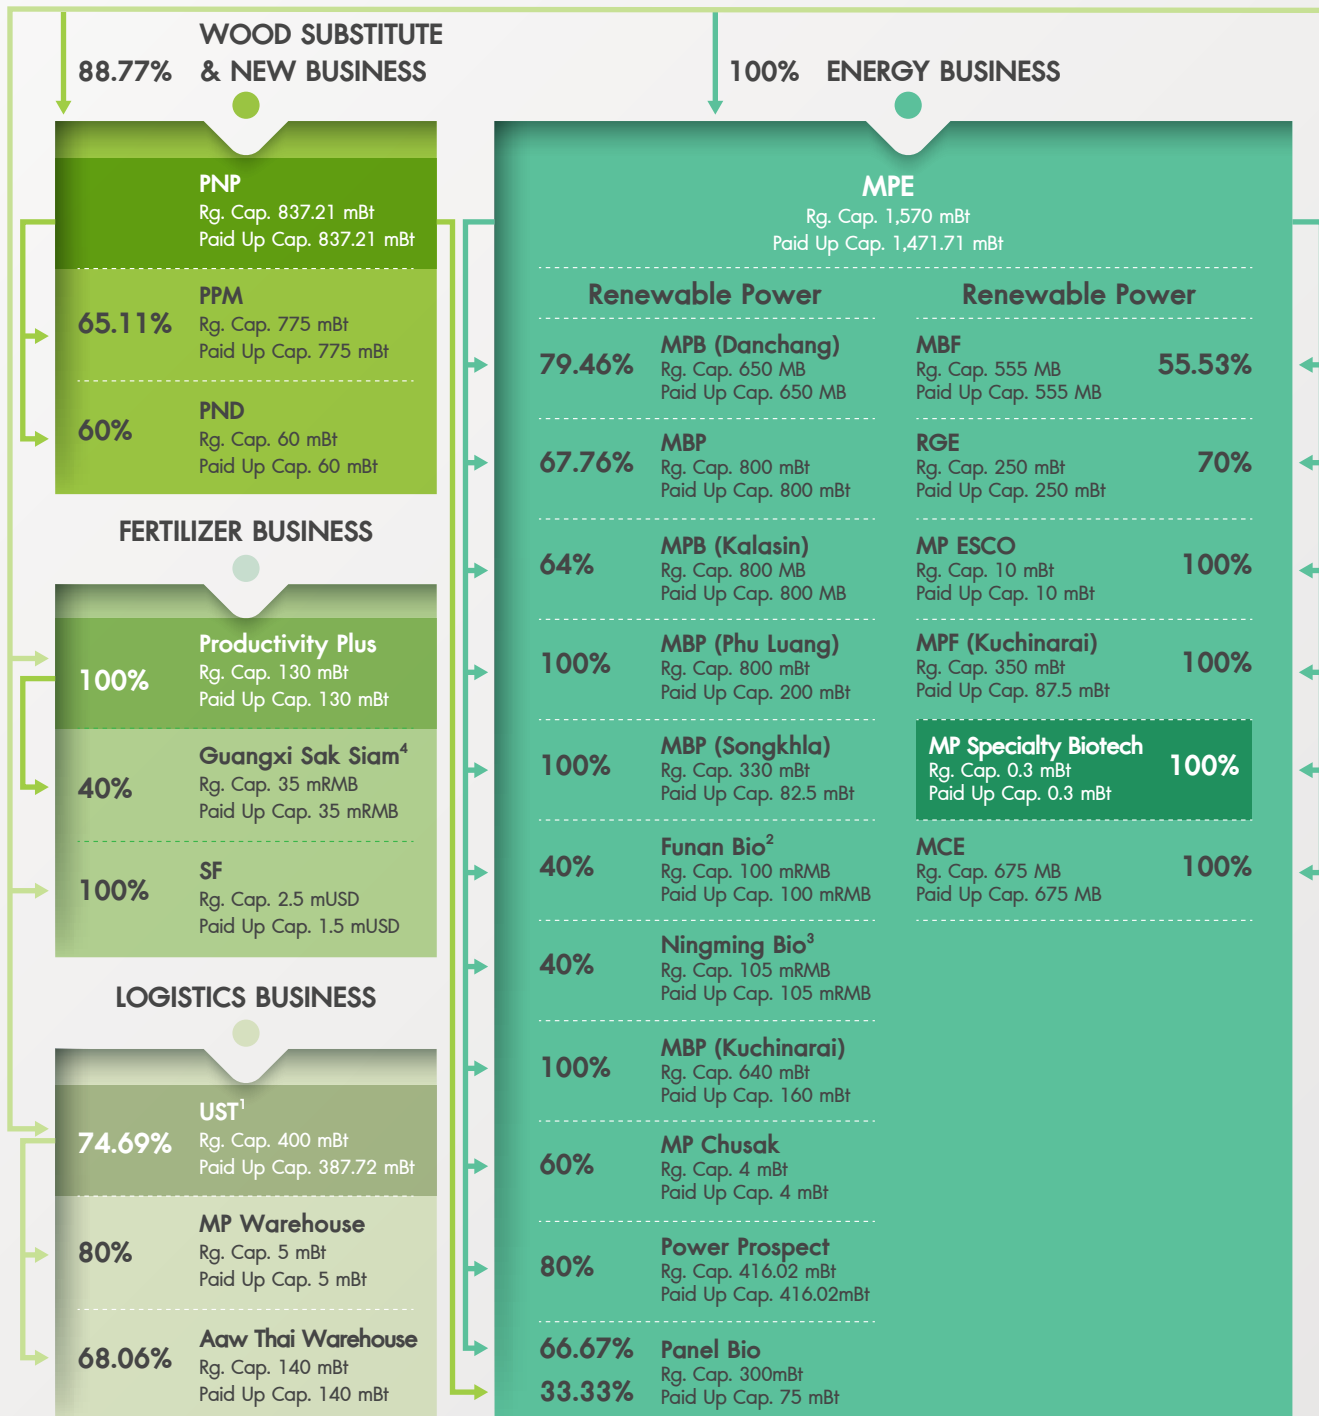 WOOD SUBSTITUTE
88.77% & NEW BUSINESS
PNP
Rg. Cap. 837.21 mBt
Paid Up Cap. 837.21 mBt
65.11%
PPM
Rg. Cap. 775 mBt
Paid Up Cap. 775 mBt
60%
PND
Rg. Cap. 60 mBt
Paid Up Cap. 60 mBt
FERTILIZER BUSINESS
100%
Productivity Plus
Rg. Cap. 130 mBt
Paid Up Cap. 130 mBt
40%
Guangxi Sak Siam4
Rg. Cap. 35 mRMB
Paid Up Cap. 35 mRMB
100%
SF
Rg. Cap. 2.5 mUSD
Paid Up Cap. 1.5 mUSD
LOGISTICS BUSINESS
74.69%
UST1
Rg. Cap. 400 mBt
Paid Up Cap. 387.72 mBt
80%
MP Warehouse
Rg. Cap. 5 mBt
Paid Up Cap. 5 mBt
68.06%
Aaw Thai Warehouse
Rg. Cap. 140 mBt
Paid Up Cap. 140 mBt
100% ENERGY BUSINESS
MPE
Rg. Cap. 1,570 mBt
Paid Up Cap. 1,471.71 mBt
Renewable Power
79.46%
MPB (Danchang)
Rg. Cap. 650 MB
Paid Up Cap. 650 MB
67.76%
MBP
Rg. Cap. 800 mBt
Paid Up Cap. 800 mBt
64%
MPB (Kalasin)
Rg. Cap. 800 MB
Paid Up Cap. 800 MB
100%
MBP (Phu Luang)
Rg. Cap. 800 mBt
Paid Up Cap. 200 mBt
100%
MBP (Songkhla)
Rg. Cap. 330 mBt
Paid Up Cap. 82.5 mBt
40%
Funan Bio2
Rg. Cap. 100 mRMB
Paid Up Cap. 100 mRMB
40%
Ningming Bio3
Rg. Cap. 105 mRMB
Paid Up Cap. 105 mRMB
100%
MBP (Kuchinarai)
Rg. Cap. 640 mBt
Paid Up Cap. 160 mBt
60%
MP Chusak
Rg. Cap. 4 mBt
Paid Up Cap. 4 mBt
80%
Power Prospect
Rg. Cap. 416.02 mBt
Paid Up Cap. 416.02mBt
66.67%
33.33%
Panel Bio
Rg. Cap. 300mBt
Paid Up Cap. 75 mBt
Renewable Power
MBF
Rg. Cap. 555 MB
Paid Up Cap. 555 MB
55.53%
RGE
Rg. Cap. 250 mBt
Paid Up Cap. 250 mBt
70%
MP ESCO
Rg. Cap. 10 mBt
Paid Up Cap. 10 mBt
100%
MPF (Kuchinarai)
Rg. Cap. 350 mBt
Paid Up Cap. 87.5 mBt
100%
MP Specialty Biotech
Rg. Cap. 0.3 mBt
Paid Up Cap. 0.3 mBt
100%
MCE
Rg. Cap. 675 MB
Paid Up Cap. 675 MB
100%